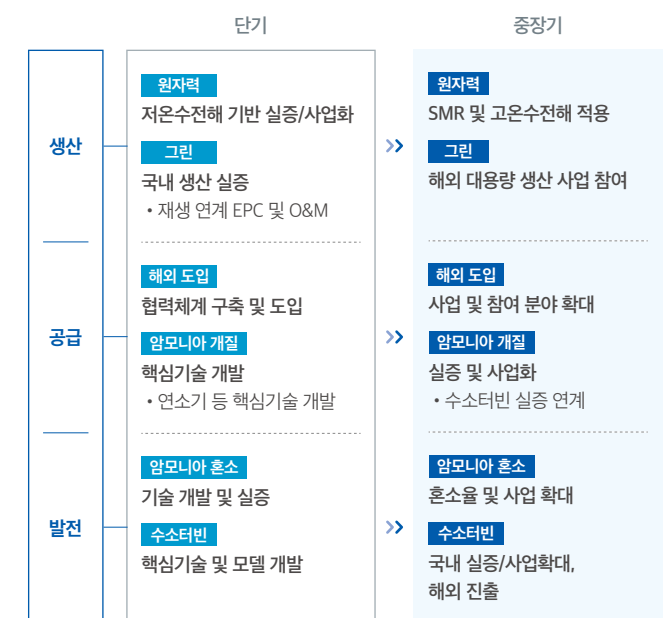 단기
중장기
생산
원자력
저온수전해 기반 실증/사업화
그린
국내 생산 실증
• 재생 연계 EPC 및 O&M
원자력
SMR 및 고온수전해 적용
그린
해외 대용량 생산 사업 참여
공급
해외 도입
협력체계 구축 및 도입
암모니아 개질
핵심기술 개발
• 연소기 등 핵심기술 개발
해외 도입
사업 및 참여 분야 확대
암모니아 개질
실증 및 사업화
• 수소터빈 실증 연계
발전
암모니아 혼소
기술 개발 및 실증
수소터빈
핵심기술 및 모델 개발
암모니아 혼소
혼소율 및 사업 확대
수소터빈
국내 실증/사업확대,
해외 진출